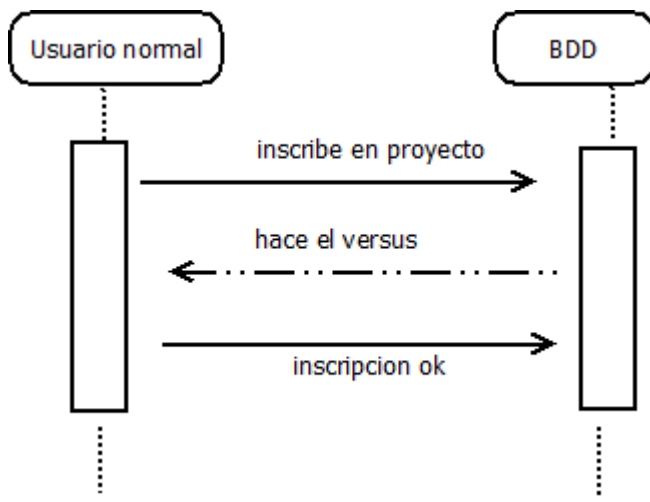 Usuario normal
BDD
inscribe en proyecto
hace el versus
inscripcion ok